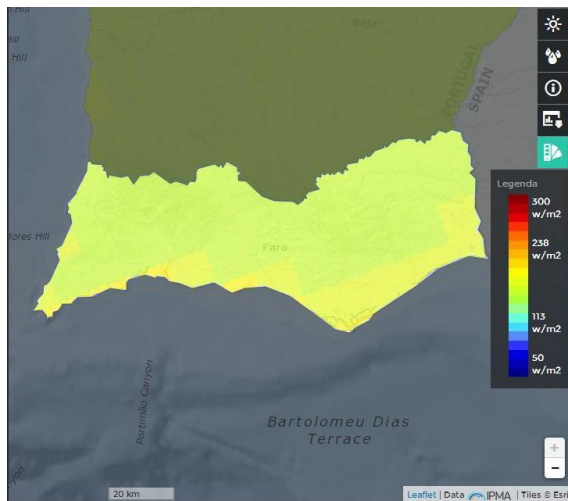 Hill
Hill
Beja
PORTUGAL
SPAIN
Legenda
300
w/m2
238
w/m2
113
w/m2
50
w/m2
Faro
Hill
Portimão Canyon
Bartolomeu Dias
Terrace
+
−
20 km
Leaflet | Data IPMA | Tiles © Esri